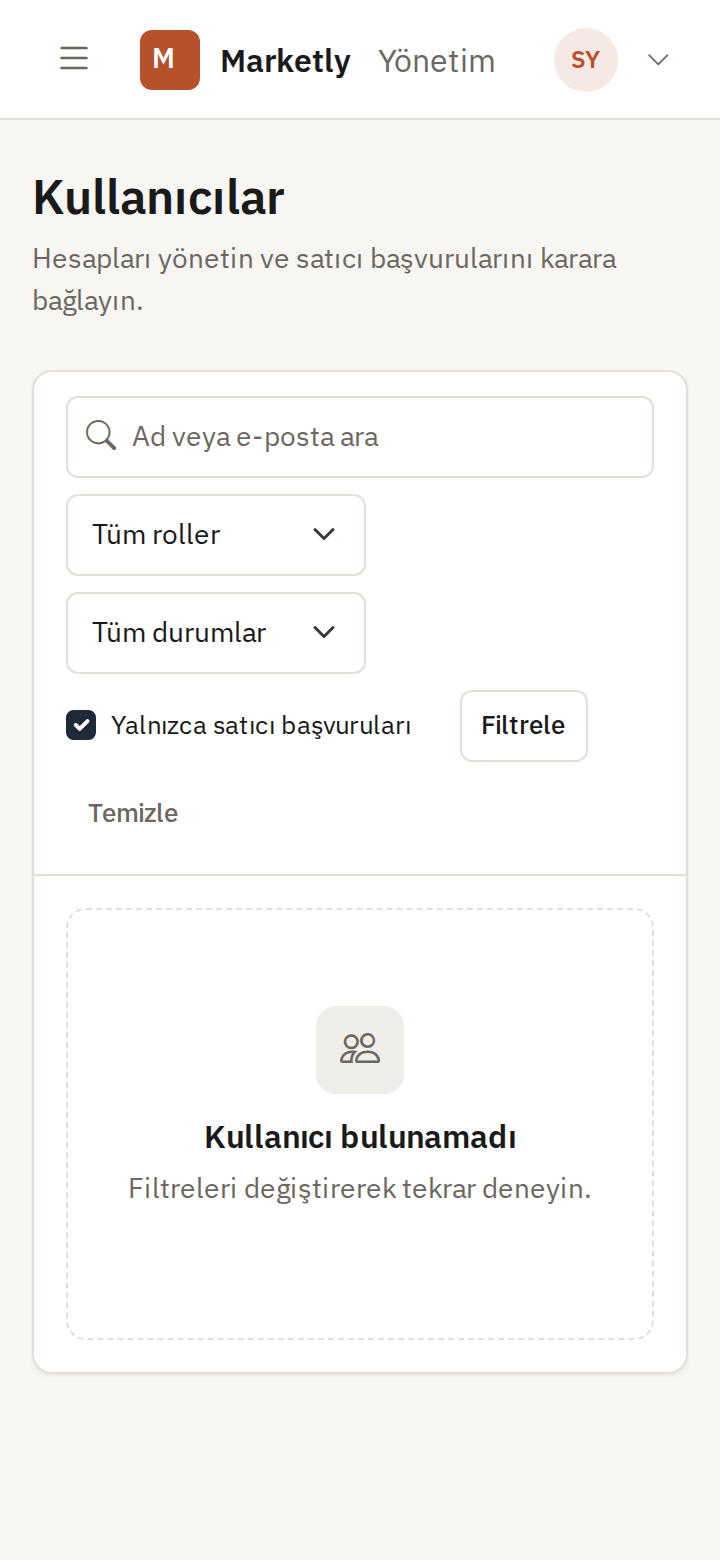 M Marketly Yönetim SY
Kullanıcılar
Hesapları yönetin ve satıcı başvurularını karara
bağlayın.
Ad veya e-posta ara
Tüm roller
Tüm durumlar
Yalnızca satıcı başvuruları Filtrele
Temizle
Kullanıcı bulunamadı
Filtreleri değiştirerek tekrar deneyin.